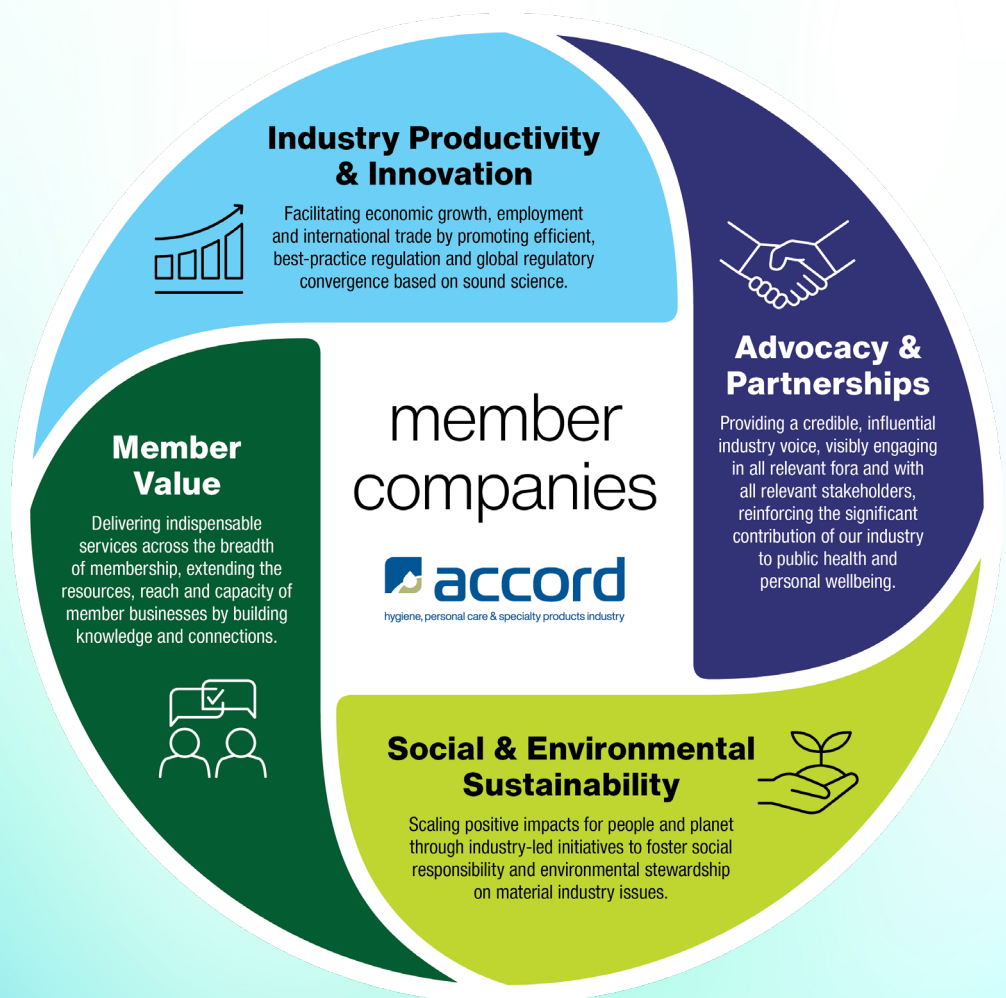 Industry Productivity
& Innovation
Facilitating economic growth, employment
and international trade by promoting efficient,
best-practice regulation and global regulatory
convergence based on sound science.
Advocacy &
Partnerships
Providing a credible, influential
industry voice, visibly engaging
in all relevant fora and with
all relevant stakeholders,
reinforcing the significant
contribution of our industry
to public health and
personal wellbeing.
Member
Value
Delivering indispensable
services across the breadth
of membership, extending the
resources, reach and capacity of
member businesses by building
knowledge and connections.
member
companies
accord
hygiene, personal care & specialty products industry
Social & Environmental
Sustainability
Scaling positive impacts for people and planet
through industry-led initiatives to foster social
responsibility and environmental stewardship
on material industry issues.